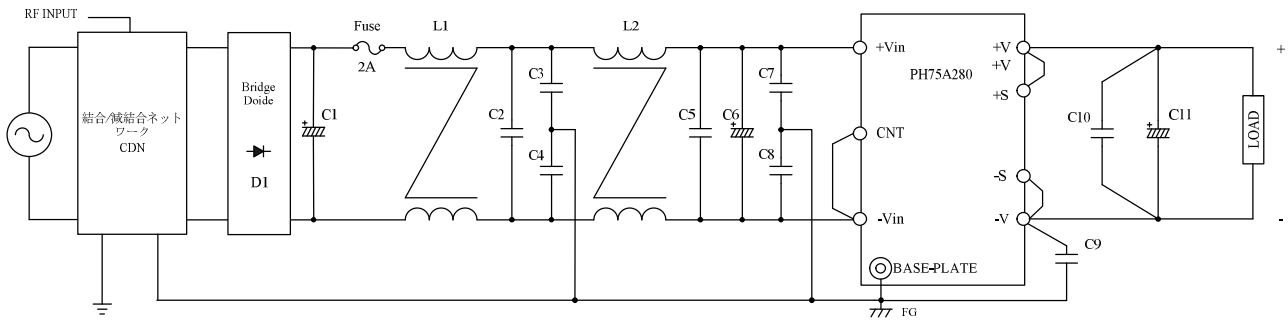 RF INPUT
結合/減結合ネット
ワーク
CDN
Bridge
Doide
D1
C1
Fuse
2A
L1
C2
C3
C4
L2
C5
C6
C7
C8
+Vin
CNT
-Vin
PH75A280
BASE-PLATE
FG
+V
+V
+S
-S
-V
C9
C10
C11
LOAD
+
-
+
+
+